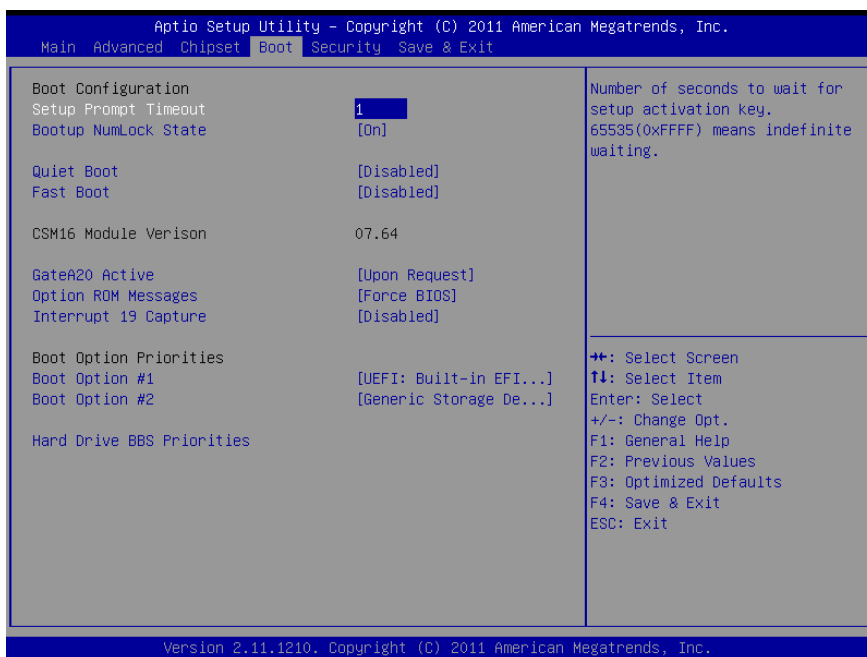 Aptio Setup Utility – Copyright (C) 2011 American Megatrends, Inc.
Main Advanced Chipset Boot Security Save & Exit
Boot Configuration
Setup Prompt Timeout 1
Bootup NumLock State [On]
Quiet Boot [Disabled]
Fast Boot [Disabled]
CSM16 Module Verison 07.64
GateA20 Active [Upon Request]
Option ROM Messages [Force BIOS]
Interrupt 19 Capture [Disabled]
Boot Option Priorities
Boot Option #1 [UEFI: Built-in EFI...]
Boot Option #2 [Generic Storage De...]
Hard Drive BBS Priorities
Number of seconds to wait for
setup activation key.
65535(0xFFFF) means indefinite
waiting.
→←: Select Screen
↑↓: Select Item
Enter: Select
+/-: Change Opt.
F1: General Help
F2: Previous Values
F3: Optimized Defaults
F4: Save & Exit
ESC: Exit
Version 2.11.1210. Copyright (C) 2011 American Megatrends, Inc.